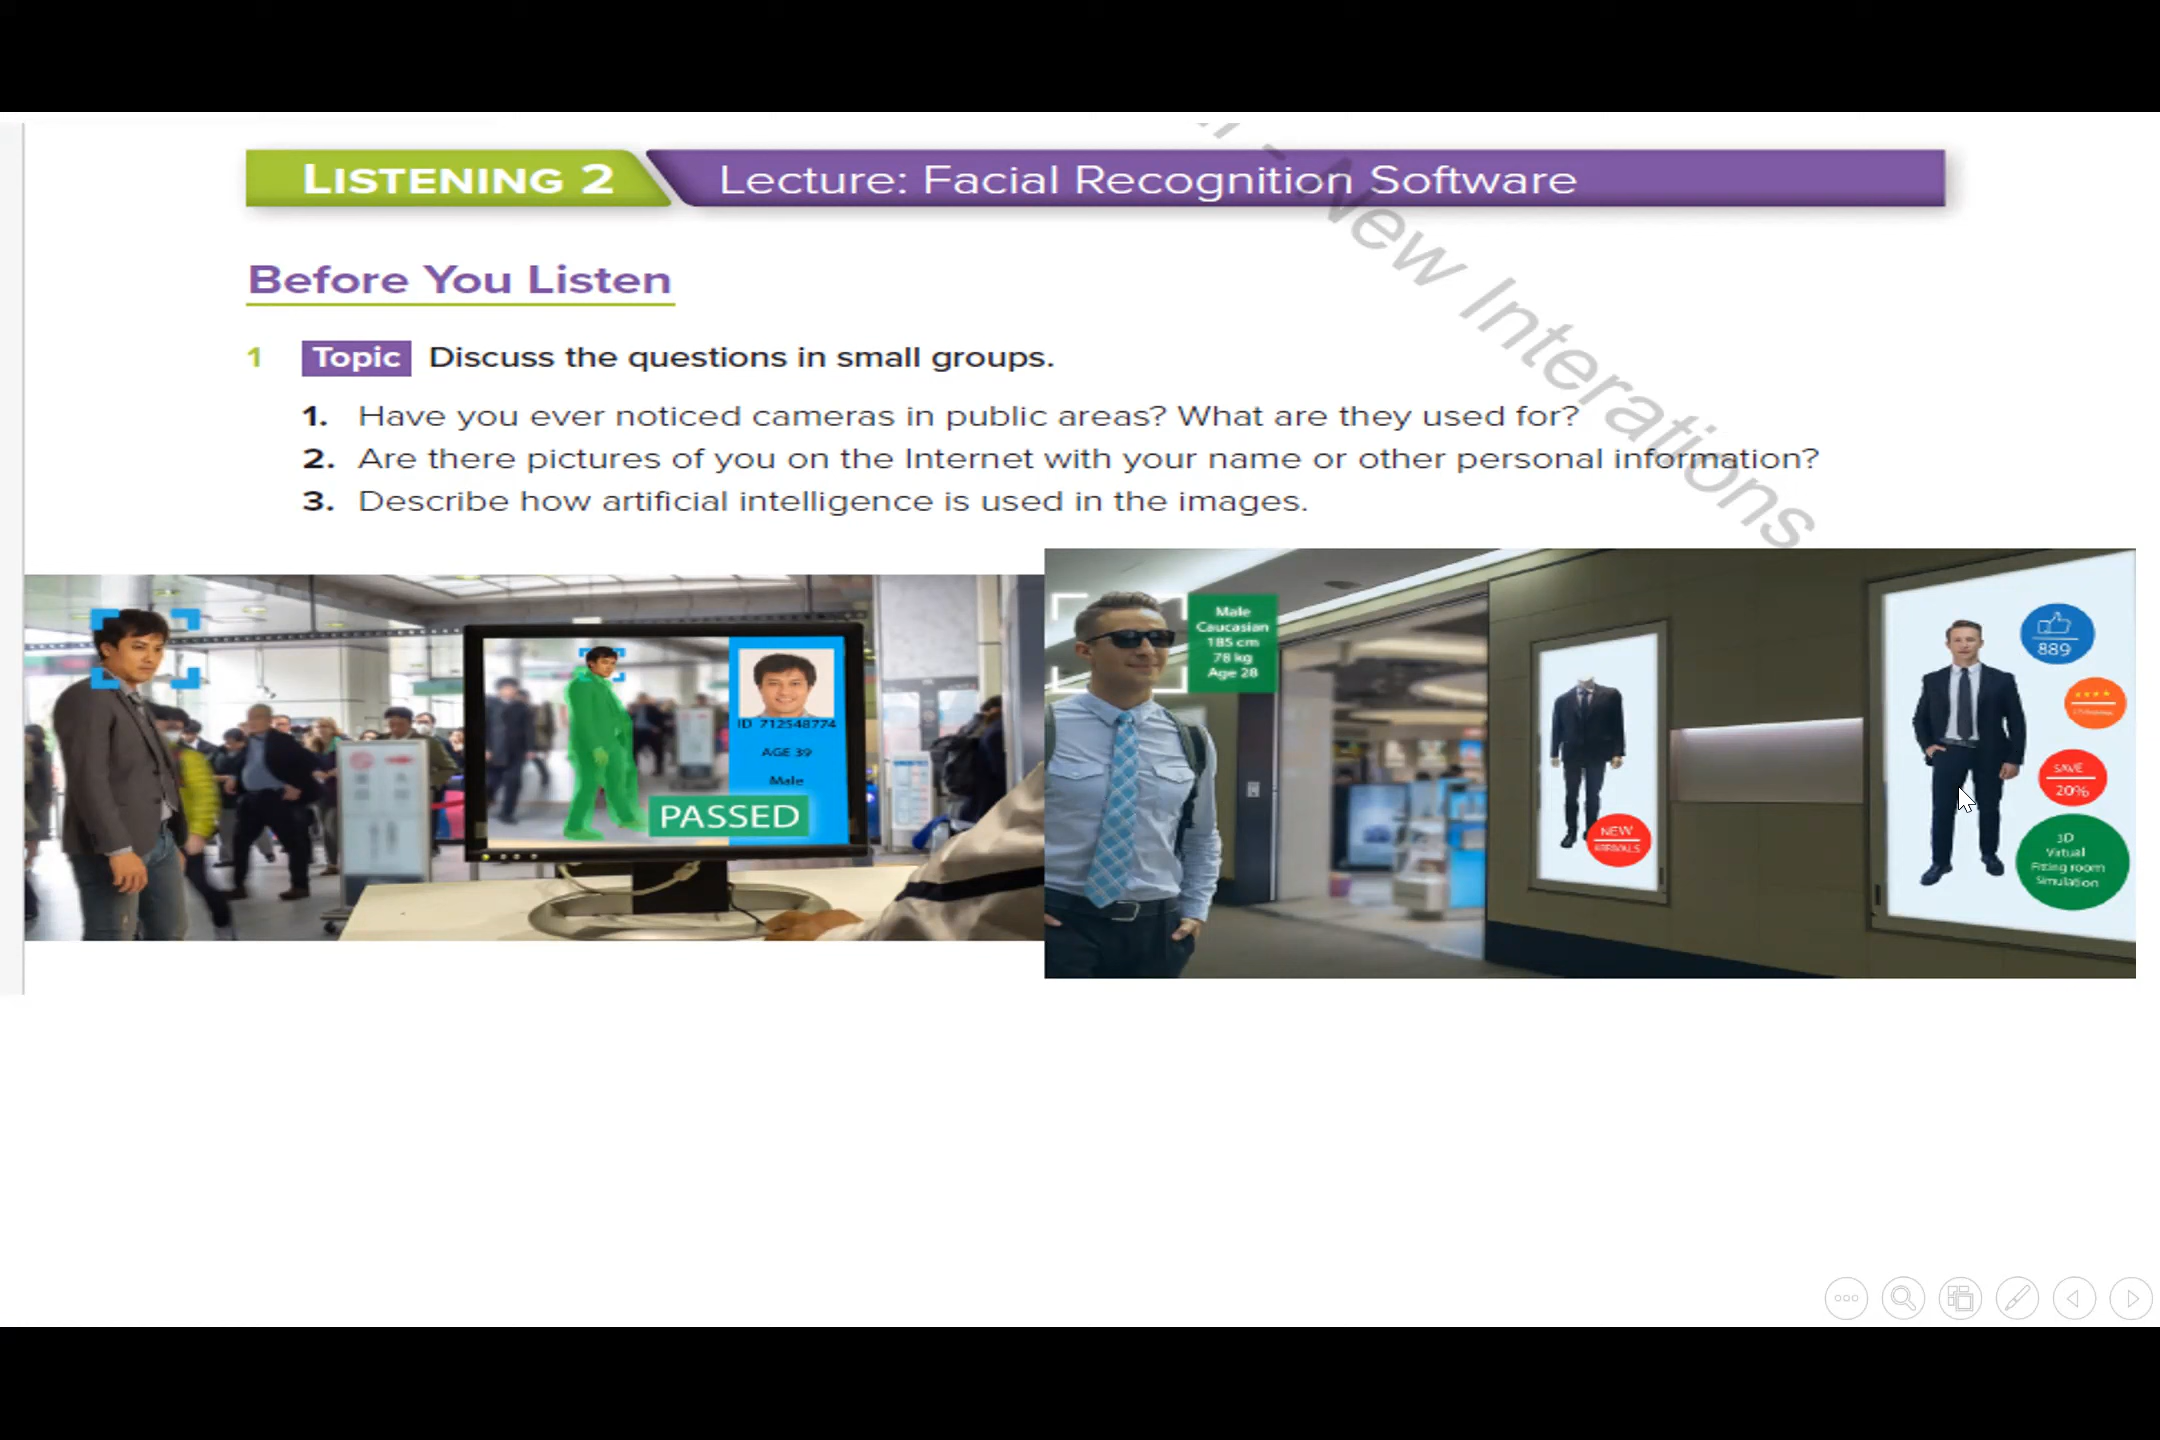 LISTENING 2 Lecture: Facial Recognition Software
- New Interations
Before You Listen
1 Topic Discuss the questions in small groups.
1. Have you ever noticed cameras in public areas? What are they used for?
2. Are there pictures of you on the Internet with your name or other personal information?
3. Describe how artificial intelligence is used in the images.
ID 712548774
AGE 39
Male
PASSED
Male
Caucasian
185 cm
78 kg
Age 28
NEW
ARRIVALS
889
SAVE
20%
3D
Virtual
Fitting room
Simulation